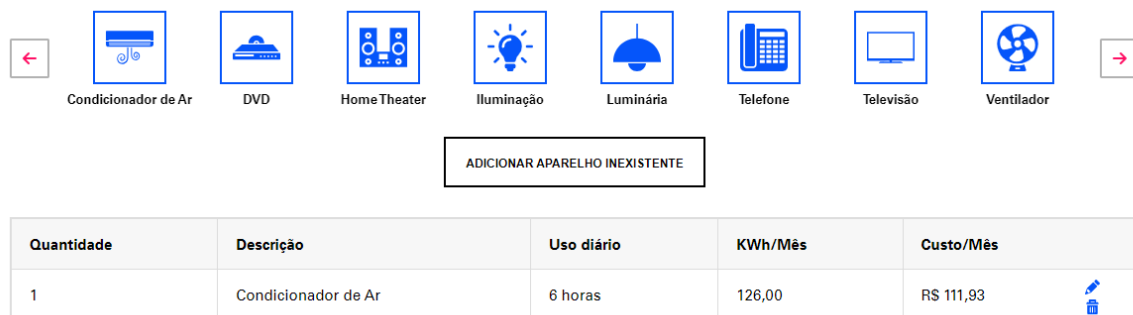 Condicionador de Ar DVD Home Theater Iluminação Luminária Telefone Televisão Ventilador
ADICIONAR APARELHO INEXISTENTE
Quantidade Descrição Uso diário KWh/Mês Custo/Mês
1 Condicionador de Ar 6 horas 126,00 R$ 111,93